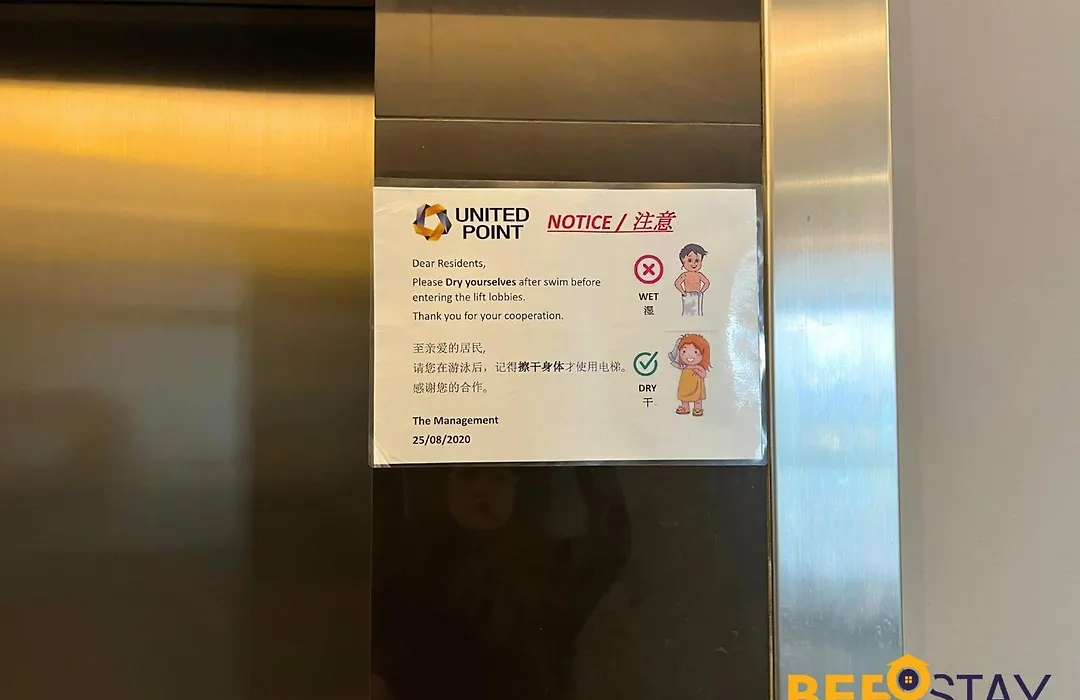 UNITED
POINT
NOTICE / 注意
Dear Residents,
Please Dry yourselves after swim before
entering the lift lobbies.
Thank you for your cooperation.
WET
湿
至亲爱的居民,
请您在游泳后，记得擦干身体才使用电梯。
感谢您的合作。
DRY
干
The Management
25/08/2020
BEEOSTAY